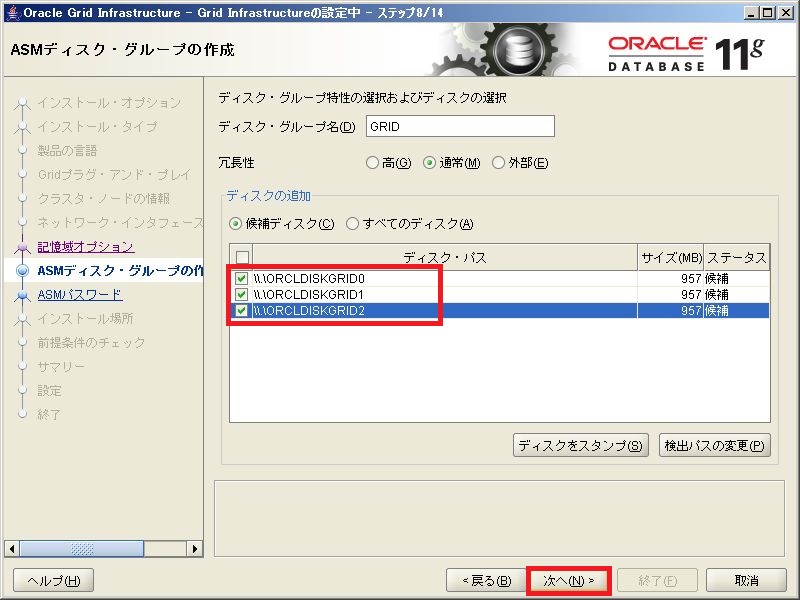 Oracle Grid Infrastructure - Grid Infrastructureの設定中 - ステップ8/14
ASMディスク・グループの作成
ORACLE
DATABASE
11g
インストール・オプション
インストール・タイプ
製品の言語
Gridプラグ・アンド・プレイ
クラスタ・ノードの情報
ネットワーク・インタフェース
記憶域オプション
ASMディスク・グループの作
ASMパスワード
インストール場所
前提条件のチェック
サマリー
設定
終了
ディスク・グループ特性の選択およびディスクの選択
ディスク・グループ名(D) GRID
冗長性 高(G) 通常(M) 外部(E)
ディスクの追加
候補ディスク(C) すべてのディスク(A)
ディスク・パス サイズ(MB) ステータス
\\.\ORCLDISKGRID0 957 候補
\\.\ORCLDISKGRID1 957 候補
\\.\ORCLDISKGRID2 957 候補
ディスクをスタンプ(S) 検出パスの変更(P)
ヘルプ(H) <戻る(B) 次へ(N)> 終了(F) 取消